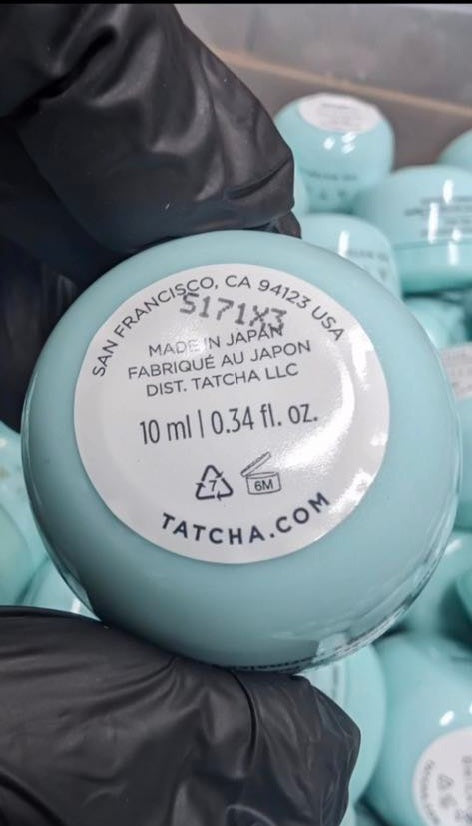 SAN FRANCISCO, CA 94123 USA
5171X3
MADE IN JAPAN
FABRIQUÉ AU JAPON
DIST. TATCHA LLC
10 ml | 0.34 fl. oz.
7
6M
TATCHA.COM